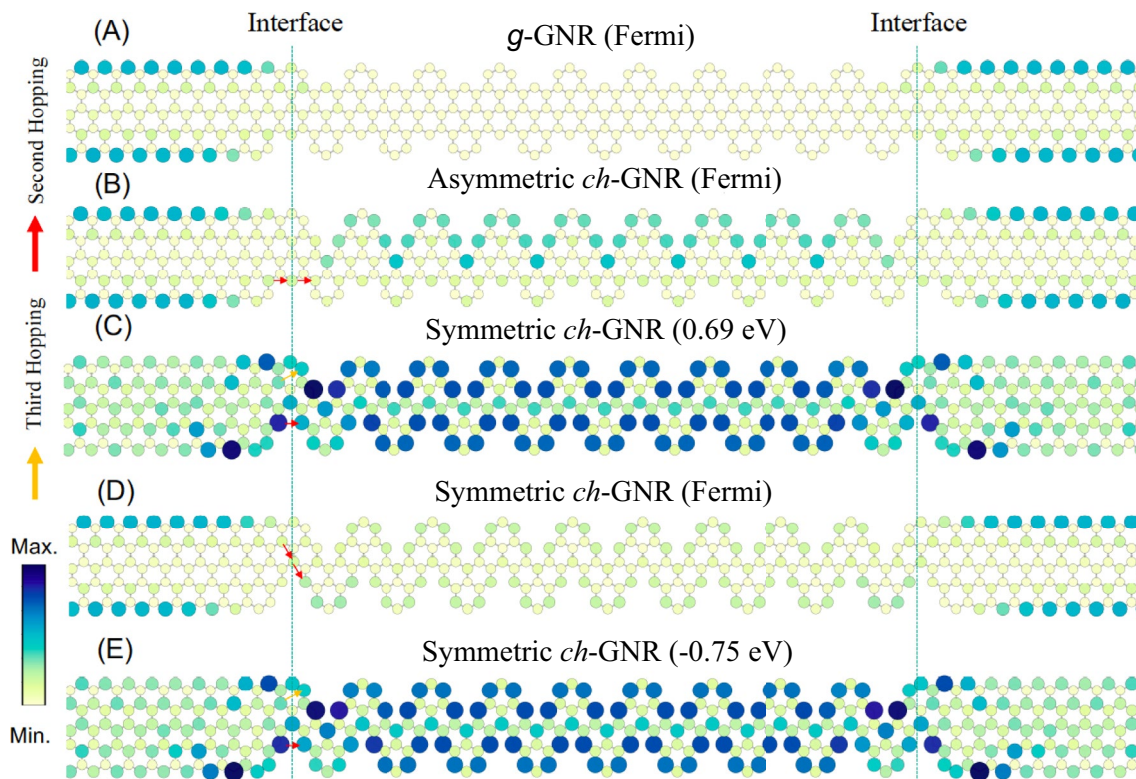 Interface
Interface
(A)
g-GNR (Fermi)
Second Hopping
(B)
Asymmetric ch-GNR (Fermi)
(C)
Symmetric ch-GNR (0.69 eV)
Third Hopping
(D)
Symmetric ch-GNR (Fermi)
Max.
(E)
Symmetric ch-GNR (-0.75 eV)
Min.